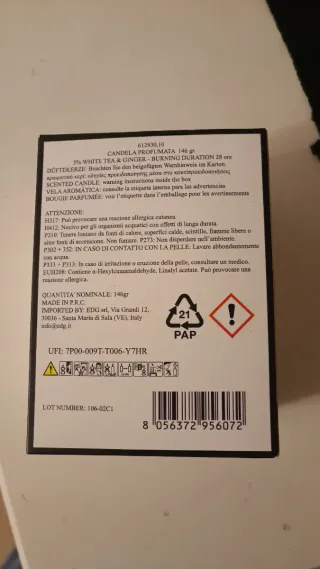 612930,10
CANDELA PROFUMATA 146 gr.
3% WHITE TEA & GINGER - BURNING DURATION 28 ore
DÜFTEKERZE: Beachten Sie den beigefügten Warnhinweis im Karton.
αρωματικό κερί: οδηγίες προειδοποίησης μέσα στο
SCENTED CANDLE: warning instructions inside the box
VELA AROMÁTICA: consulte la etiqueta interna para las advertencias
BOUGIE PARFUMÉE: voir l'étiquette dans l'emballage pour les avertissements
ATTENZIONE:
H317: Può provocare una reazione allergica cutanea.
H412: Nocivo per gli organismi acquatici con effetti di lunga durata.
P210: Tenere lontano da fonti di calore, superfici calde, scintille, fiamme libere o
altre fonti di accensione. Non fumare. P273: Non disperdere nell'ambiente.
P302 + 352: IN CASO DI CONTATTO CON LA PELLE: Lavare abbondantemente
con acqua.
P333 + P313: In caso di irritazione o eruzione della pelle, consultare un medico.
EUH208: Contiene α-Hexylcinnamaldehyde, Linalyl acetate. Può provocare una
reazione allergica.
QUANTITA' NOMINALE: 146gr
MADE IN P.R.C.
IMPORTED BY: EDG srl, Via Grandi 12,
30036 - Santa Maria di Sala (VE), Italy
info@edg.it
21
PAP
UFI: 7P00-009T-T006-Y7HR
LOT NUMBER: 106-02C1
8 056372 956072